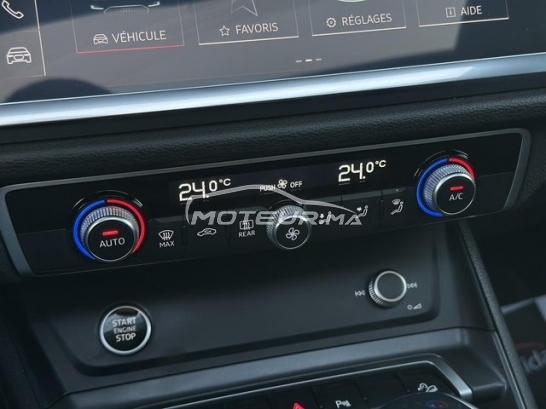 VÉHICULE
FAVORIS
RÉGLAGES
AIDE
24.0 °C
PUSH OFF
24.0 °C
AUTO
MAX
REAR
A/C
MOTEUR.MA
START
ENGINE
STOP